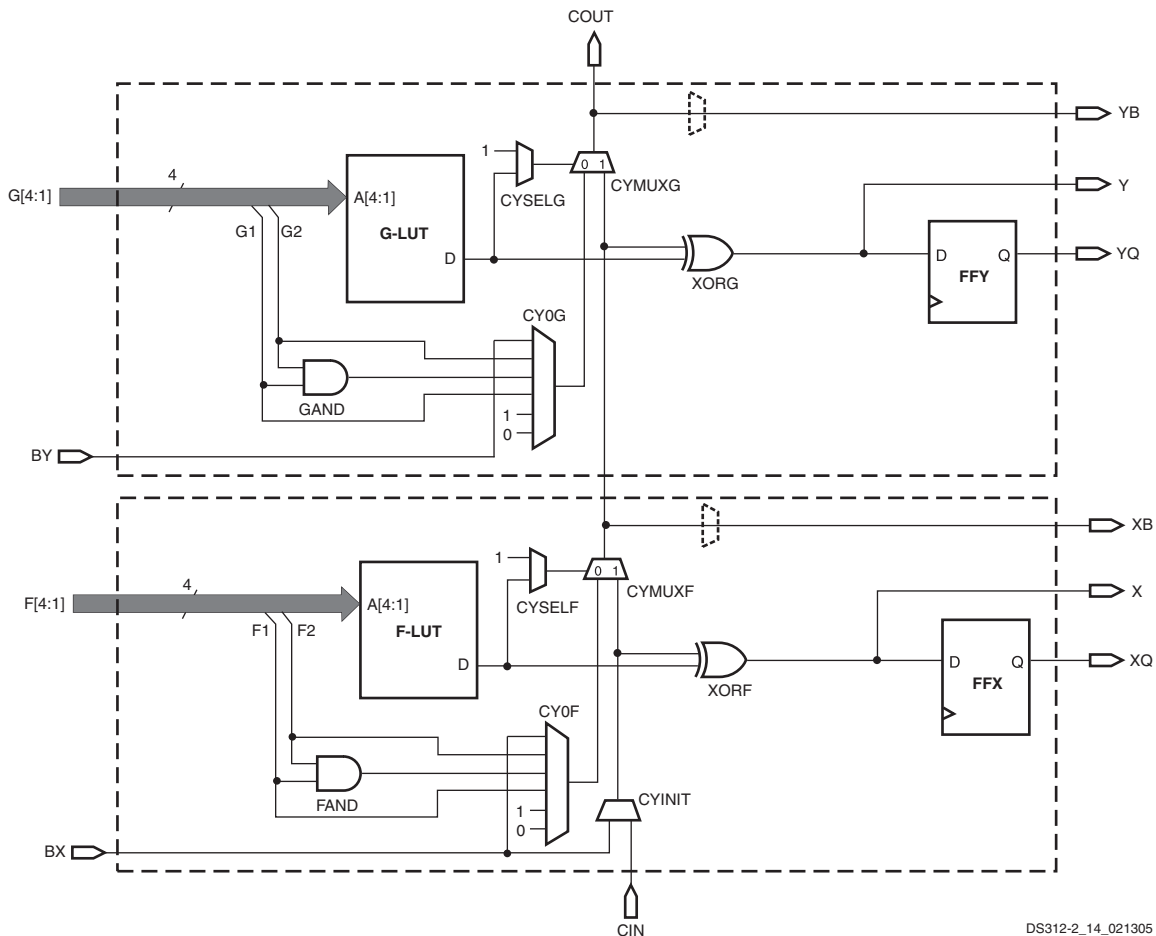 COUT
YB
1
0 1
CYMUXG
4
CYSELG
Y
G[4:1]
A[4:1]
G1
G2
G-LUT
D
D
Q
YQ
XORG
FFY
CY0G
GAND
1
0
BY
XB
1
0 1
CYMUXF
4
CYSELF
X
F[4:1]
A[4:1]
F1
F2
F-LUT
D
D
Q
XQ
XORF
FFX
CY0F
FAND
CYINIT
1
0
BX
CIN
DS312-2_14_021305